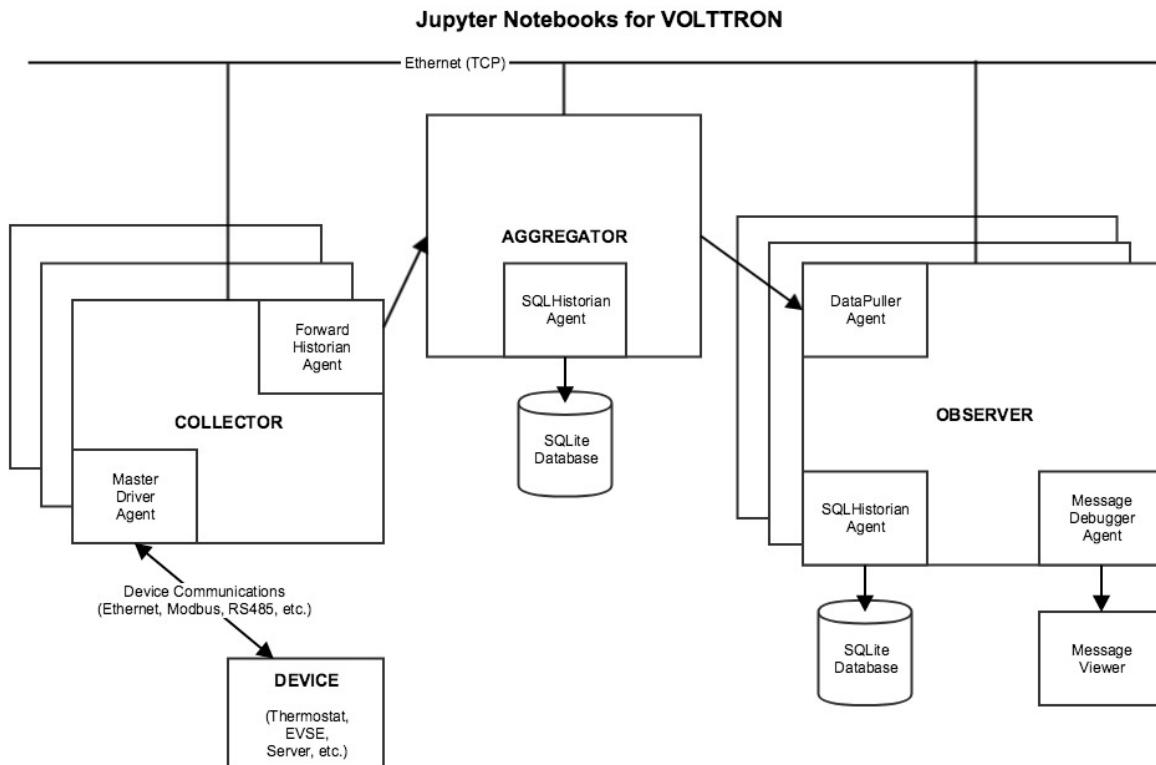 Jupyter Notebooks for VOLTTRON
Ethernet (TCP)
Forward
Historian
Agent
COLLECTOR
Master
Driver
Agent
Device Communications
(Ethernet, Modbus, RS485, etc.)
DEVICE
(Thermostat,
EVSE,
Server, etc.)
AGGREGATOR
SQLHistorian
Agent
SQLite
Database
DataPuller
Agent
OBSERVER
SQLHistorian
Agent
Message
Debugger
Agent
SQLite
Database
Message
Viewer